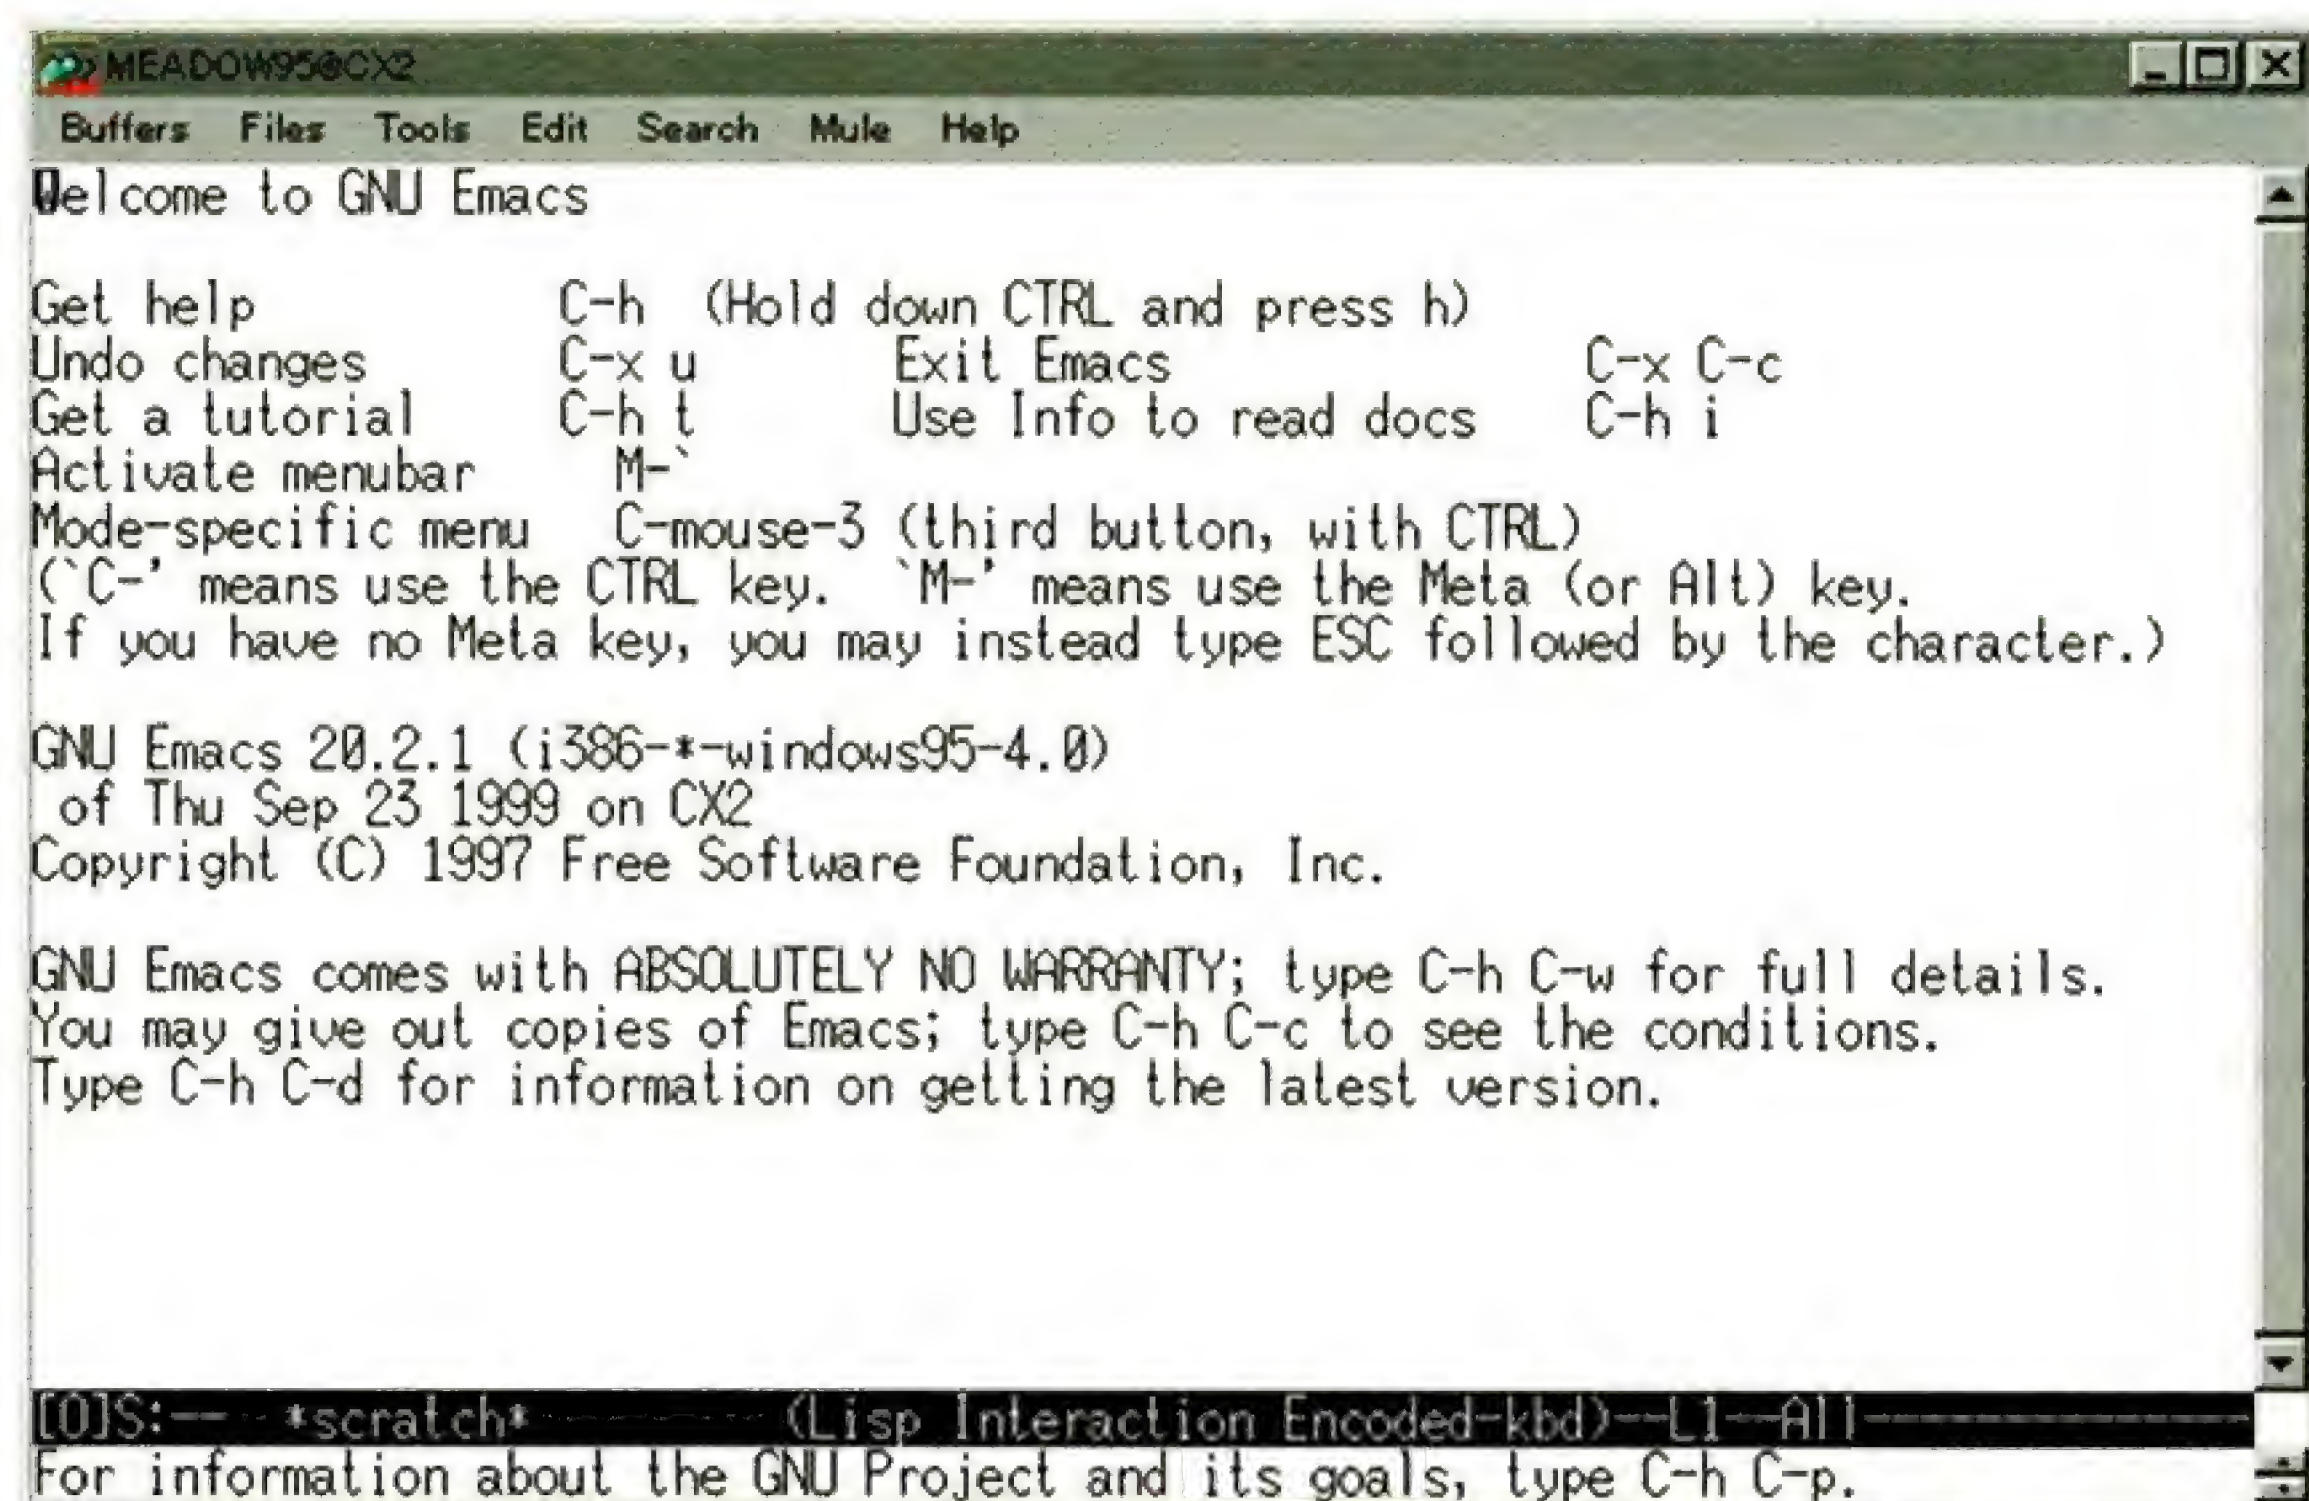 MEADOW95@CX2
Buffers Files Tools Edit Search Mule Help
Welcome to GNU Emacs
Get help C-h (Hold down CTRL and press h)
Undo changes C-x u Exit Emacs C-x C-c
Get a tutorial C-h t Use Info to read docs C-h i
Activate menubar M-`
Mode-specific menu C-mouse-3 (third button, with CTRL)
(`C-' means use the CTRL key. `M-' means use the Meta (or Alt) key.
If you have no Meta key, you may instead type ESC followed by the character.)
GNU Emacs 20.2.1 (i386-*-windows95-4.0)
of Thu Sep 23 1999 on CX2
Copyright (C) 1997 Free Software Foundation, Inc.
GNU Emacs comes with ABSOLUTELY NO WARRANTY; type C-h C-w for full details.
You may give out copies of Emacs; type C-h C-c to see the conditions.
Type C-h C-d for information on getting the latest version.
[O]S:-- *scratch* (Lisp Interaction Encoded-kbd)--L1--All--------------
For information about the GNU Project and its goals, type C-h C-p.